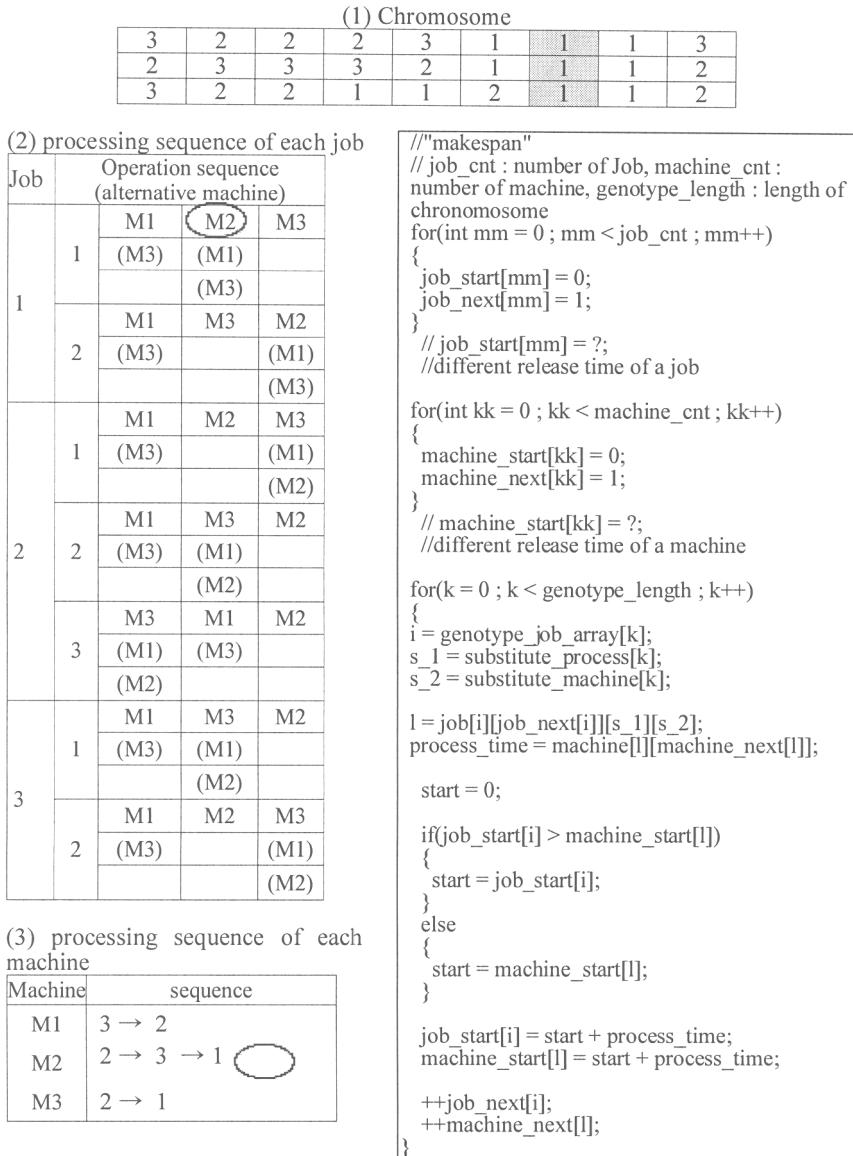 (1) Chromosome
3 2 2 2 3 1 1 1 3
2 3 3 3 2 1 1 1 2
3 2 2 1 1 2 1 1 2
(2) processing sequence of each job
Job Operation sequence
(alternative machine)
1 1 M1 M2 M3
(M3) (M1)
(M3)
2 M1 M3 M2
(M3) (M1)
(M3)
2 1 M1 M2 M3
(M3) (M1)
(M2)
2 M1 M3 M2
(M3) (M1)
(M2)
3 M3 M1 M2
(M1) (M3)
(M2)
3 1 M1 M3 M2
(M3) (M1)
(M2)
2 M1 M2 M3
(M3) (M1)
(M2)
(3) processing sequence of each
machine
Machine sequence
M1 3 → 2
M2 2 → 3 → 1
M3 2 → 1
//"makespan"
// job_cnt : number of Job, machine_cnt :
number of machine, genotype_length : length of
chronomosome
for(int mm = 0 ; mm < job_cnt ; mm++)
{
job_start[mm] = 0;
job_next[mm] = 1;
}
// job_start[mm] = ?;
//different release time of a job
for(int kk = 0 ; kk < machine_cnt ; kk++)
{
machine_start[kk] = 0;
machine_next[kk] = 1;
}
// machine_start[kk] = ?;
//different release time of a machine
for(k = 0 ; k < genotype_length ; k++)
{
i = genotype_job_array[k];
s_1 = substitute_process[k];
s_2 = substitute_machine[k];
l = job[i][job_next[i]][s_1][s_2];
process_time = machine[l][machine_next[l]];
start = 0;
if(job_start[i] > machine_start[l])
{
start = job_start[i];
}
else
{
start = machine_start[l];
}
job_start[i] = start + process_time;
machine_start[l] = start + process_time;
++job_next[i];
++machine_next[l];
}